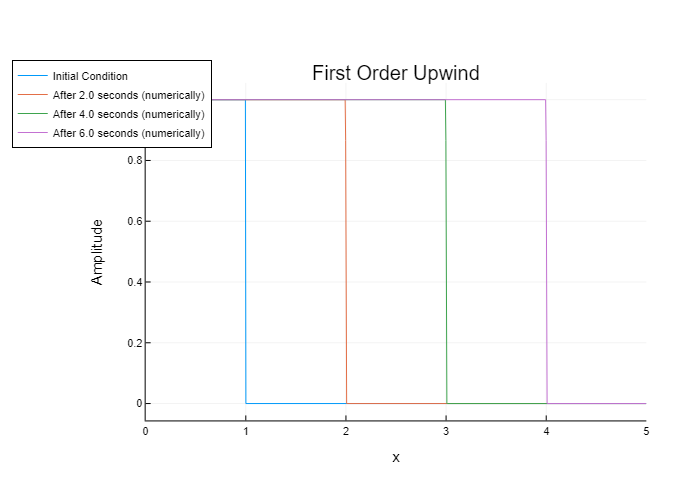 First Order Upwind
Initial Condition
After 2.0 seconds (numerically)
After 4.0 seconds (numerically)
After 6.0 seconds (numerically)
0.8
0.6
0.4
0.2
0
Amplitude
0 1 2 3 4 5
x